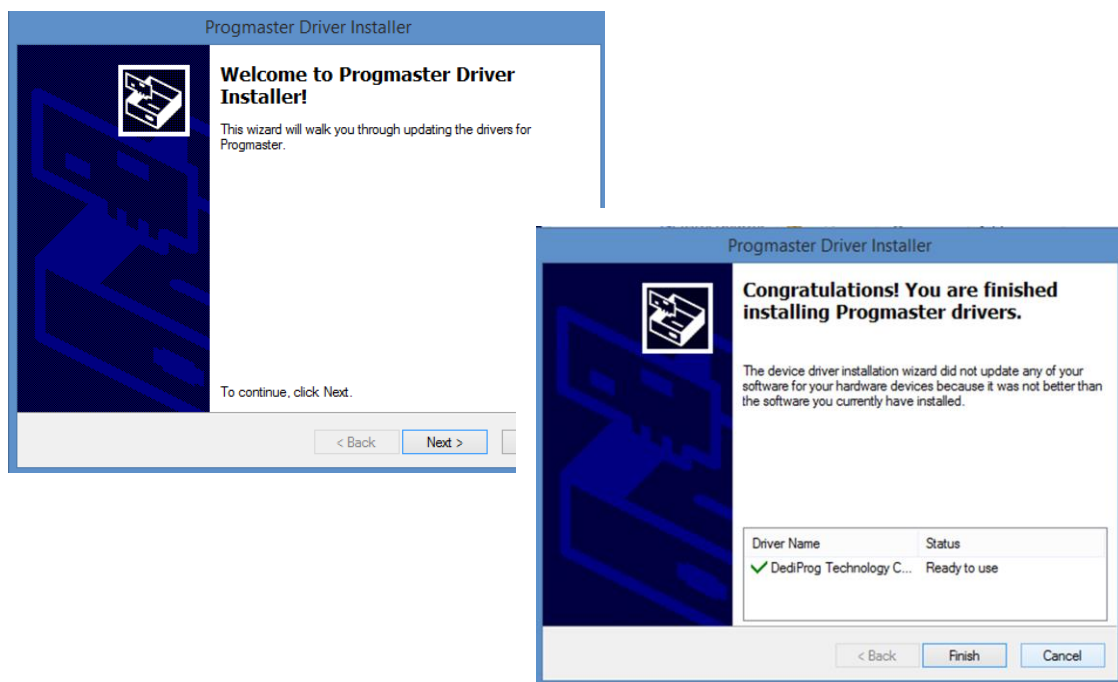 Progmaster Driver Installer
Welcome to Progmaster Driver
Installer!
This wizard will walk you through updating the drivers for
Progmaster.
To continue, click Next.
< Back
Next >
Progmaster Driver Installer
Congratulations! You are finished
installing Progmaster drivers.
The device driver installation wizard did not update any of your
software for your hardware devices because it was not better than
the software you currently have installed.
Driver Name Status
DediProg Technology C... Ready to use
< Back
Finish
Cancel